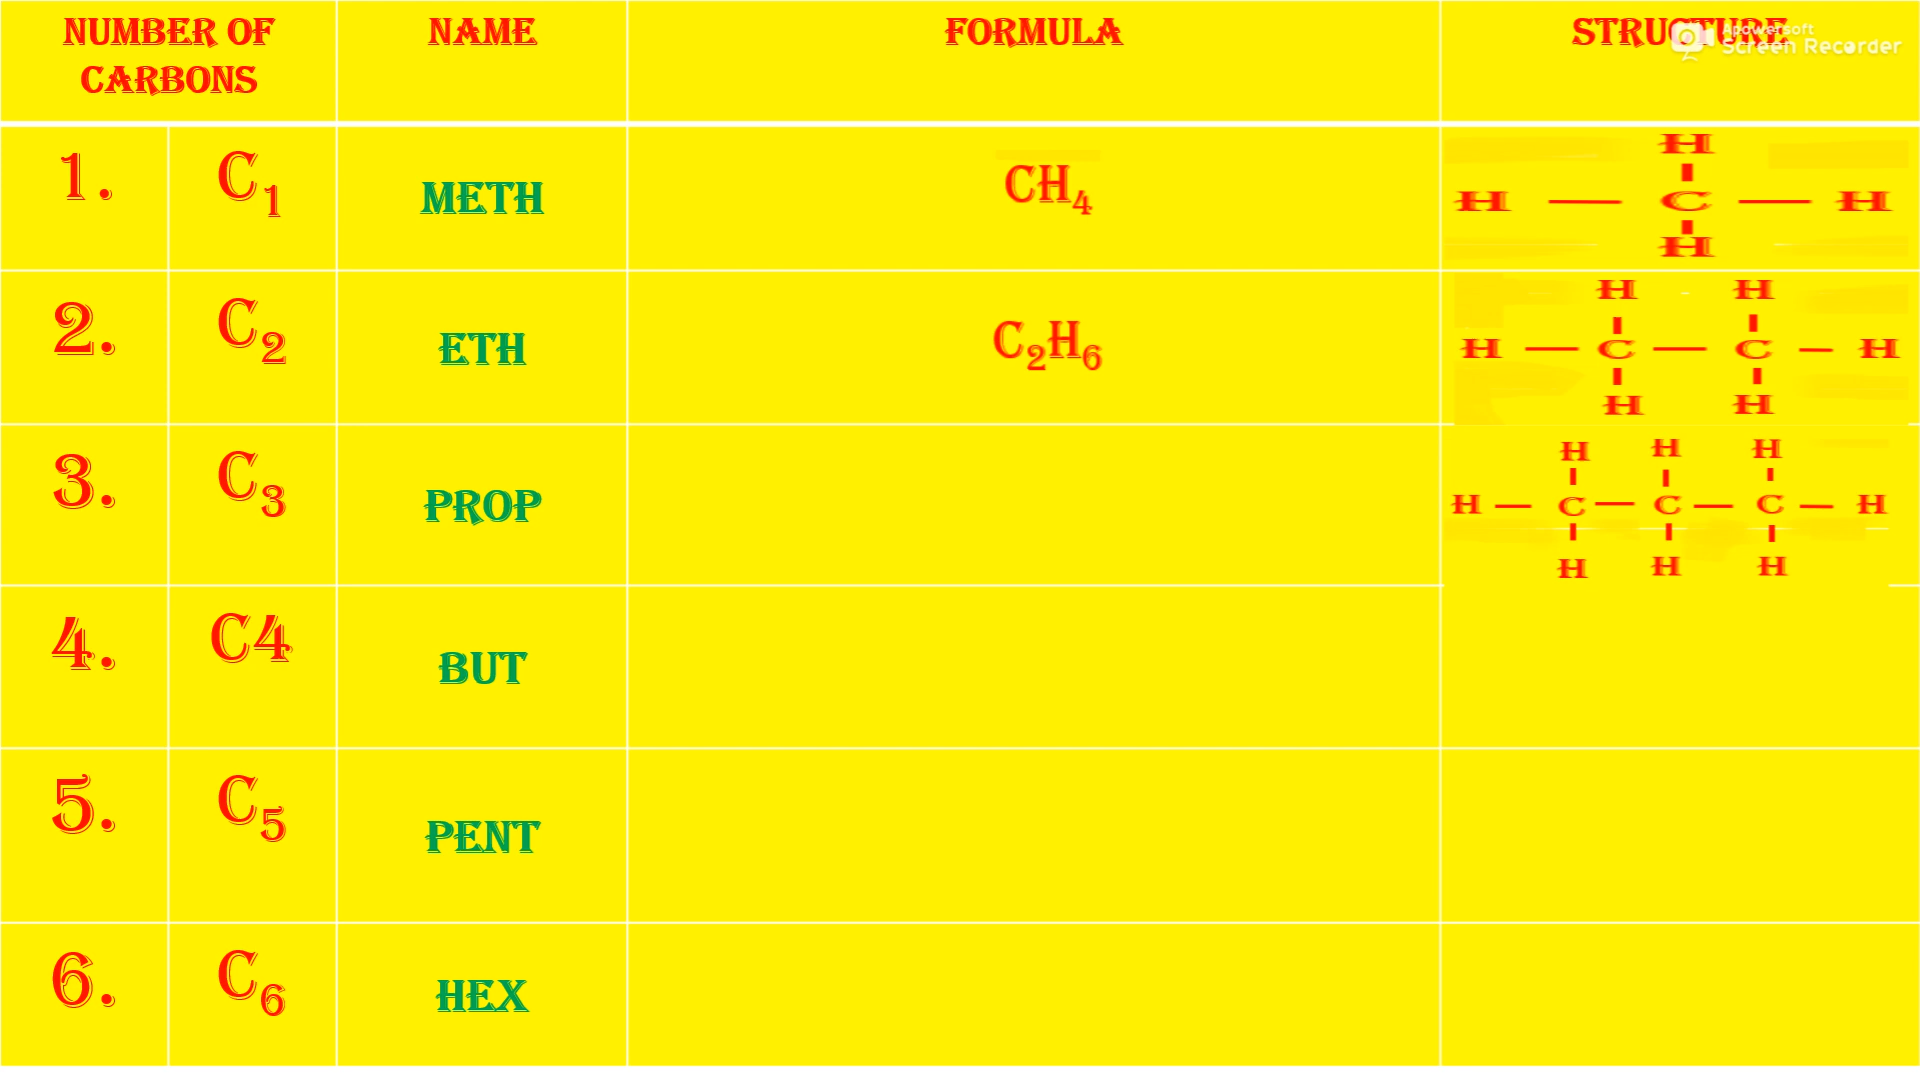 NUMBER OF
CARBONS
NAME
FORMULA
STRUCTURE
Apowersoft
Screen Recorder
1.
C₁
METH
CH₄
H
H — C — H
H
2.
C₂
ETH
C₂H₆
H H
H — C — C — H
H H
3.
C₃
PROP
H H H
H — C — C — C — H
H H H
4.
C4
BUT
5.
C₅
PENT
6.
C₆
HEX